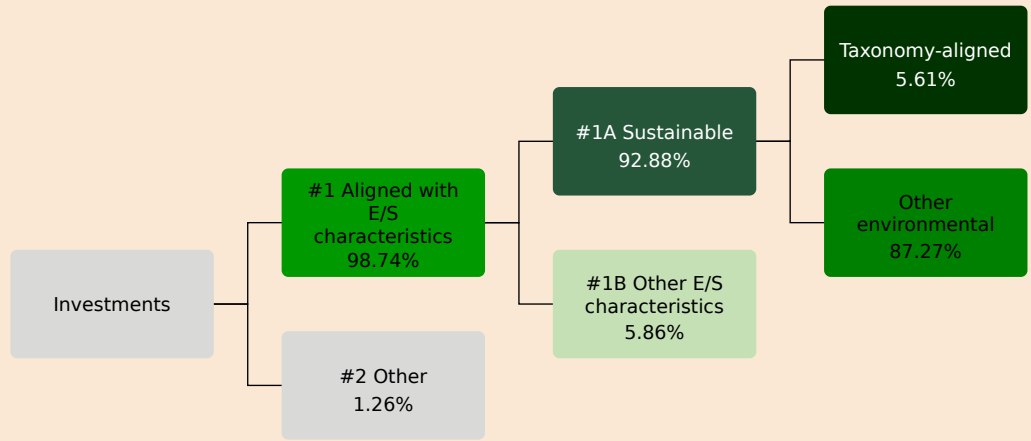 Investments
#1 Aligned with
E/S
characteristics
98.74%
#2 Other
1.26%
#1A Sustainable
92.88%
#1B Other E/S
characteristics
5.86%
Taxonomy-aligned
5.61%
Other
environmental
87.27%